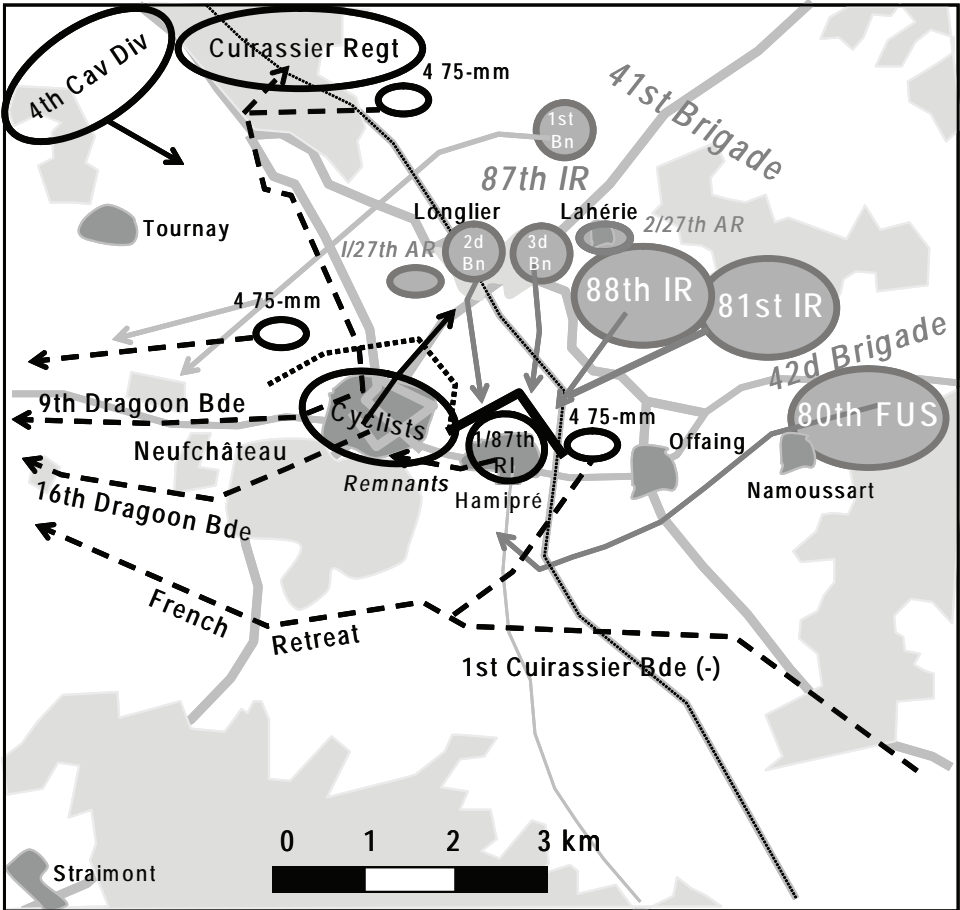 4th Cav Div
Cuirassier Regt
4 75-mm
41st Brigade
1st
Bn
87th IR
Longlier
Lahérie
2/27th AR
Tournay
I/27th AR
2d
Bn
3d
Bn
88th IR
81st IR
4 75-mm
42d Brigade
9th Dragoon Bde
Cyclists
4 75-mm
80th FUS
Neufchâteau
1/87th
RI
Offaing
16th Dragoon Bde
Remnants
Hamipré
Namoussart
French
Retreat
1st Cuirassier Bde (-)
0 1 2 3 km
Straimont